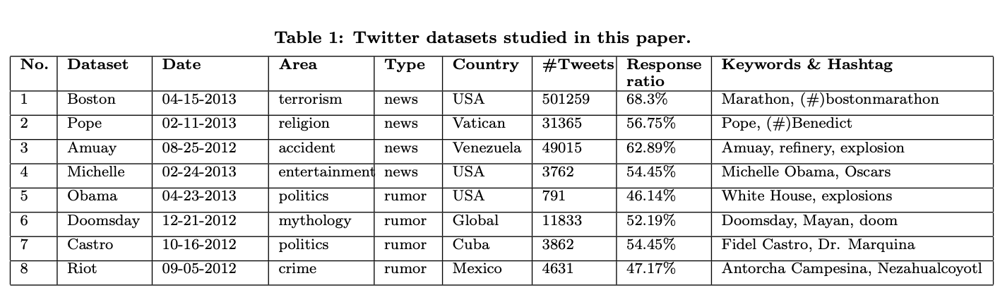 Table 1: Twitter datasets studied in this paper.
No. Dataset Date Area Type Country #Tweets Response ratio Keywords & Hashtag
1 Boston 04-15-2013 terrorism news USA 501259 68.3% Marathon, (#)bostonmarathon
2 Pope 02-11-2013 religion news Vatican 31365 56.75% Pope, (#)Benedict
3 Amuay 08-25-2012 accident news Venezuela 49015 62.89% Amuay, refinery, explosion
4 Michelle 02-24-2013 entertainment news USA 3762 54.45% Michelle Obama, Oscars
5 Obama 04-23-2013 politics rumor USA 791 46.14% White House, explosions
6 Doomsday 12-21-2012 mythology rumor Global 11833 52.19% Doomsday, Mayan, doom
7 Castro 10-16-2012 politics rumor Cuba 3862 54.45% Fidel Castro, Dr. Marquina
8 Riot 09-05-2012 crime rumor Mexico 4631 47.17% Antorcha Campesina, Nezahualcoyotl